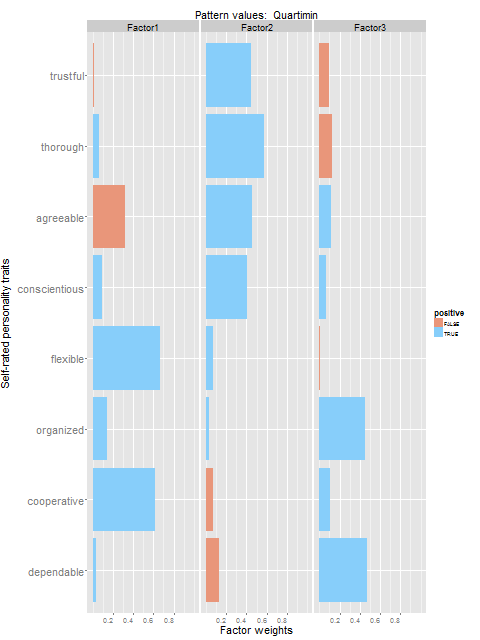 Pattern values: Quartimin
Factor1 Factor2 Factor3
Self-rated personality traits
trustful
thorough
agreeable
conscientious
flexible
organized
cooperative
dependable
0.2 0.4 0.6 0.8 0.2 0.4 0.6 0.8 0.2 0.4 0.6 0.8
Factor weights
positive
FALSE
TRUE